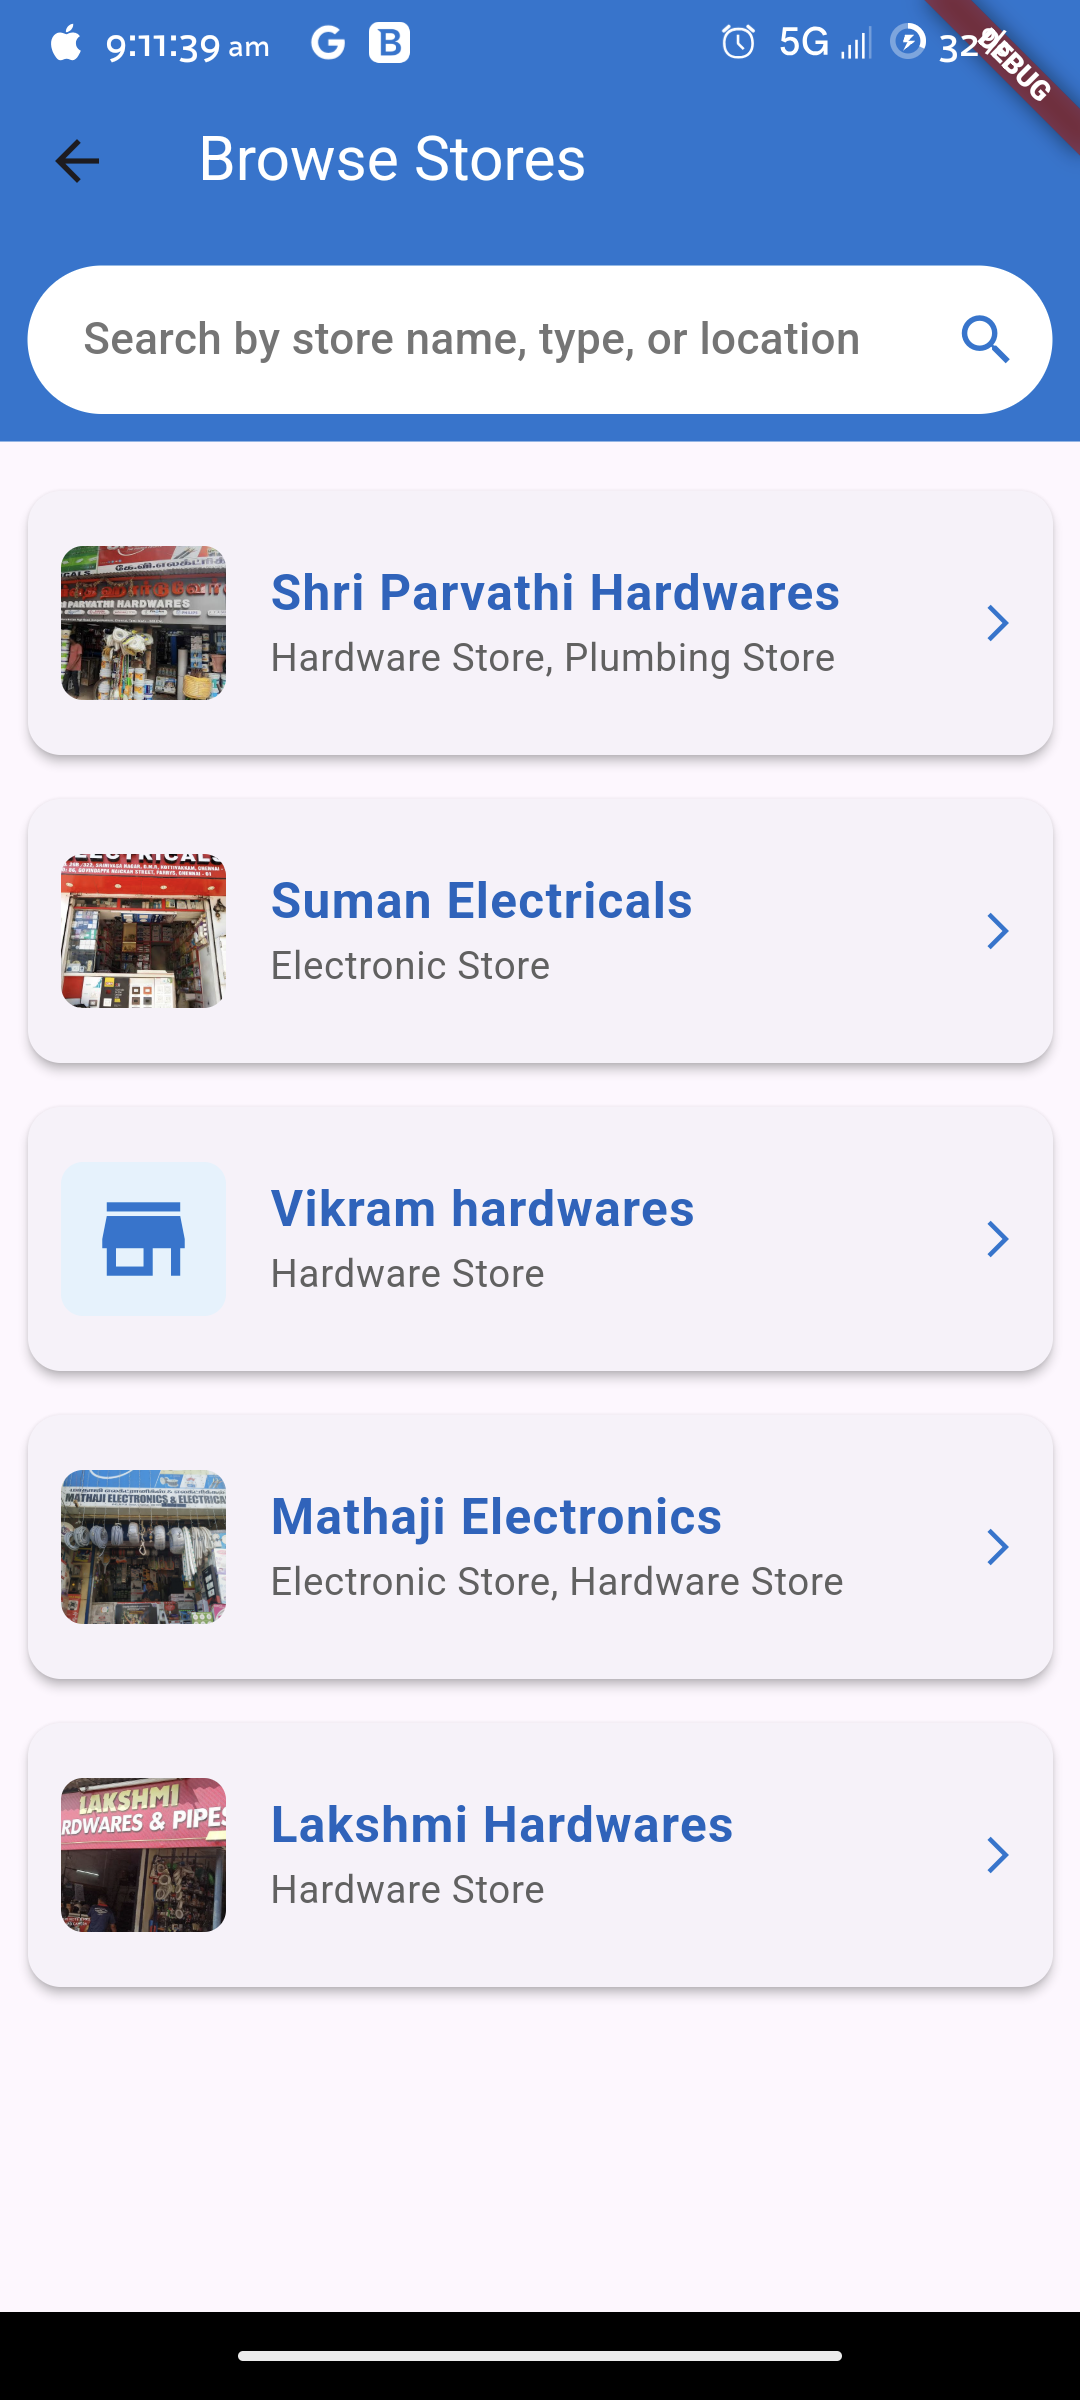 9:11:39 am G B 5G 32
DEBUG
Browse Stores
Search by store name, type, or location
PARVATHI HARDWARES
Shri Parvathi Hardwares
Hardware Store, Plumbing Store
Suman Electricals
Electronic Store
Vikram hardwares
Hardware Store
MATHAJI ELECTRONICS & ELECTRICA
Mathaji Electronics
Electronic Store, Hardware Store
LAKSHMI
RDWARES & PIPES
Lakshmi Hardwares
Hardware Store